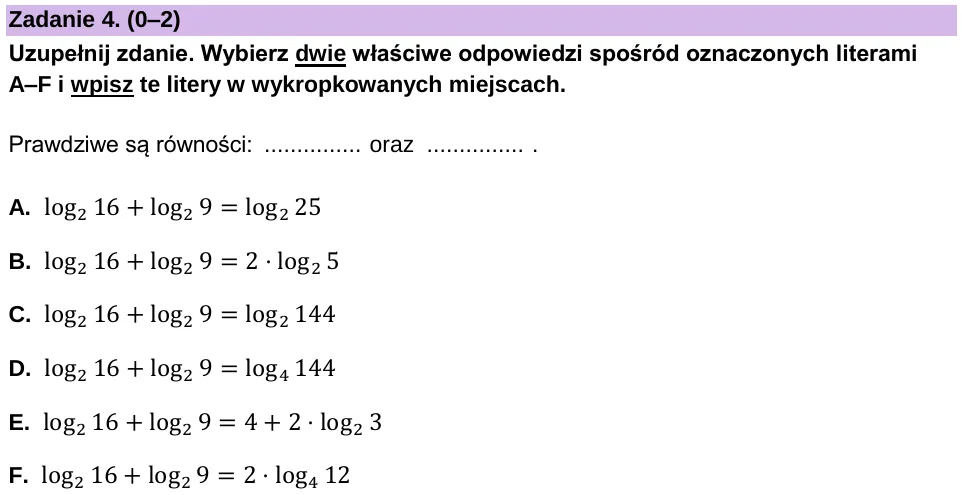 Zadanie 4. (0–2)
Uzupełnij zdanie. Wybierz dwie właściwe odpowiedzi spośród oznaczonych literami
A–F i wpisz te litery w wykropkowanych miejscach.
Prawdziwe są równości: ............... oraz ............... .
A. log₂ 16 + log₂ 9 = log₂ 25
B. log₂ 16 + log₂ 9 = 2 · log₂ 5
C. log₂ 16 + log₂ 9 = log₂ 144
D. log₂ 16 + log₂ 9 = log₄ 144
E. log₂ 16 + log₂ 9 = 4 + 2 · log₂ 3
F. log₂ 16 + log₂ 9 = 2 · log₄ 12